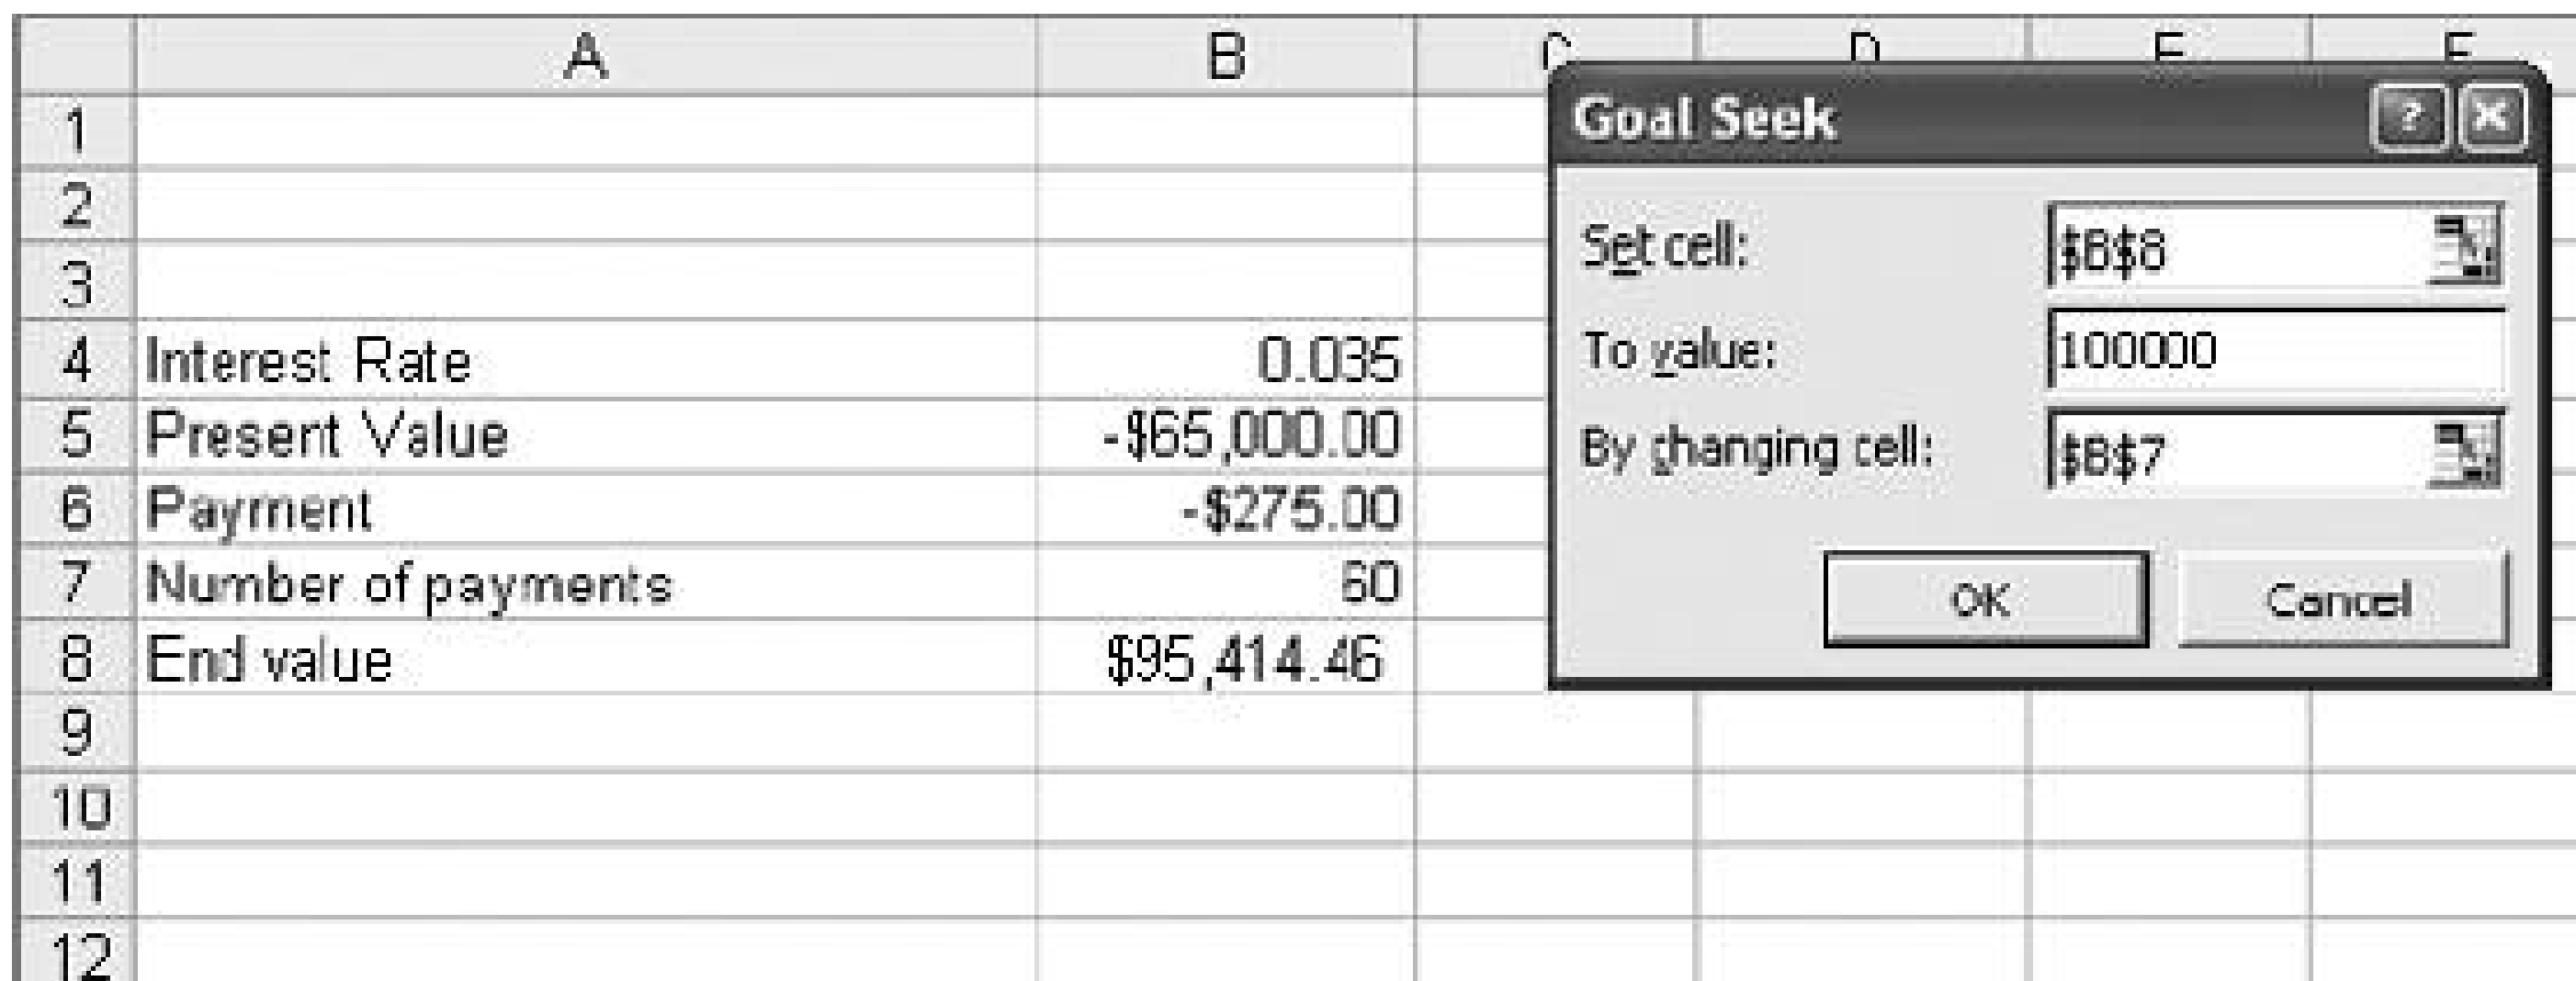 A B C D E F
1
2
3
4 Interest Rate 0.035
5 Present Value -$65,000.00
6 Payment -$275.00
7 Number of payments 60
8 End value $95,414.46
9
10
11
12
Goal Seek ?
Set cell: $B$8
To value: 100000
By changing cell: $B$7
OK Cancel